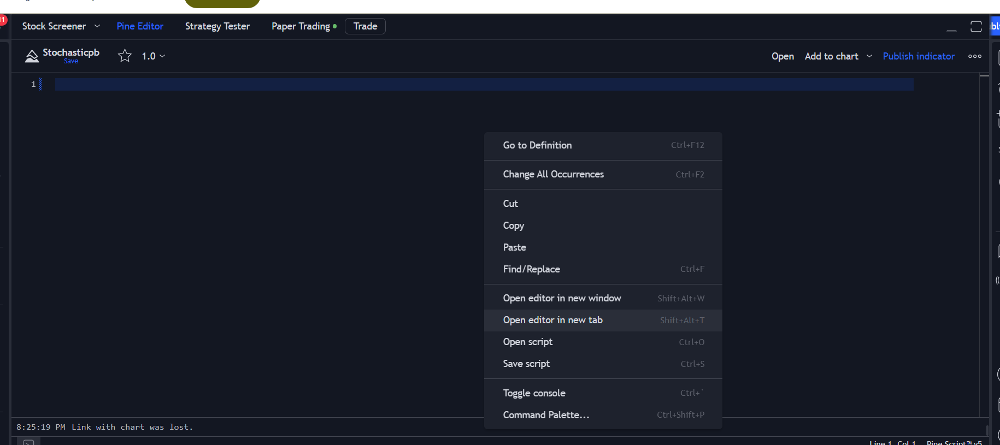 11
Stock Screener Pine Editor Strategy Tester Paper Trading Trade
Stochasticpb
Save
1.0
Open Add to chart Publish indicator
1
Go to Definition Ctrl+F12
Change All Occurrences Ctrl+F2
Cut
Copy
Paste
Find/Replace Ctrl+F
Open editor in new window Shift+Alt+W
Open editor in new tab Shift+Alt+T
Open script Ctrl+O
Save script Ctrl+S
Toggle console Ctrl+`
Command Palette... Ctrl+Shift+P
8:25:19 PM Link with chart was lost.
Line 1, Col 1 Pine Script™ v5